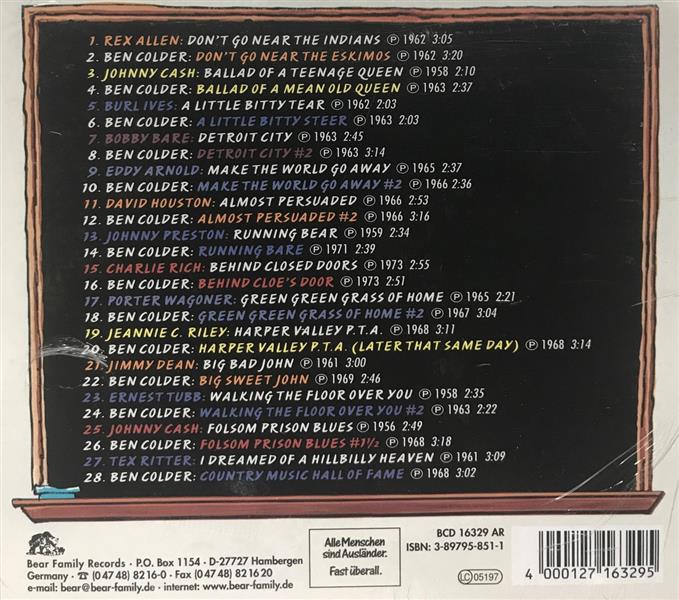 1. REX ALLEN: DON'T GO NEAR THE INDIANS Ⓟ 1962 3:05
2. BEN COLDER: DON'T GO NEAR THE ESKIMOS Ⓟ 1962 3:20
3. JOHNNY CASH: BALLAD OF A TEENAGE QUEEN Ⓟ 1958 2:10
4. BEN COLDER: BALLAD OF A MEAN OLD QUEEN Ⓟ 1963 2:37
5. BURL IVES: A LITTLE BITTY TEAR Ⓟ 1962 2:03
6. BEN COLDER: A LITTLE BITTY STEER Ⓟ 1963 2:03
7. BOBBY BARE: DETROIT CITY Ⓟ 1963 2:45
8. BEN COLDER: DETROIT CITY #2 Ⓟ 1963 3:14
9. EDDY ARNOLD: MAKE THE WORLD GO AWAY Ⓟ 1965 2:37
10. BEN COLDER: MAKE THE WORLD GO AWAY #2 Ⓟ 1966 2:36
11. DAVID HOUSTON: ALMOST PERSUADED Ⓟ 1966 2:53
12. BEN COLDER: ALMOST PERSUADED #2 Ⓟ 1966 3:16
13. JOHNNY PRESTON: RUNNING BEAR Ⓟ 1959 2:34
14. BEN COLDER: RUNNING BARE Ⓟ 1971 2:39
15. CHARLIE RICH: BEHIND CLOSED DOORS Ⓟ 1973 2:55
16. BEN COLDER: BEHIND CLOE'S DOOR Ⓟ 1973 2:51
17. PORTER WAGONER: GREEN GREEN GRASS OF HOME Ⓟ 1965 2:21
18. BEN COLDER: GREEN GREEN GRASS OF HOME #2 Ⓟ 1967 3:04
19. JEANNIE C. RILEY: HARPER VALLEY P.T.A. Ⓟ 1968 3:11
20. BEN COLDER: HARPER VALLEY P.T.A. (LATER THAT SAME DAY) Ⓟ 1968 3:14
21. JIMMY DEAN: BIG BAD JOHN Ⓟ 1961 3:00
22. BEN COLDER: BIG SWEET JOHN Ⓟ 1969 2:46
23. ERNEST TUBB: WALKING THE FLOOR OVER YOU Ⓟ 1958 2:35
24. BEN COLDER: WALKING THE FLOOR OVER YOU #2 Ⓟ 1963 2:22
25. JOHNNY CASH: FOLSOM PRISON BLUES Ⓟ 1956 2:49
26. BEN COLDER: FOLSOM PRISON BLUES #1½ Ⓟ 1968 3:18
27. TEX RITTER: I DREAMED OF A HILLBILLY HEAVEN Ⓟ 1961 3:09
28. BEN COLDER: COUNTRY MUSIC HALL OF FAME Ⓟ 1968 3:02
Bear Family Records · P.O. Box 1154 · D-27727 Hambergen
Germany · ☎ (0 47 48) 82 16-0 · Fax (0 47 48) 82 16 20
e-mail: bear@bear-family.de · internet: www.bear-family.de
Alle Menschen
sind Ausländer.
Fast überall.
BCD 16329 AR
ISBN: 3-89795-851-1
LC 05197
4 000127 163295